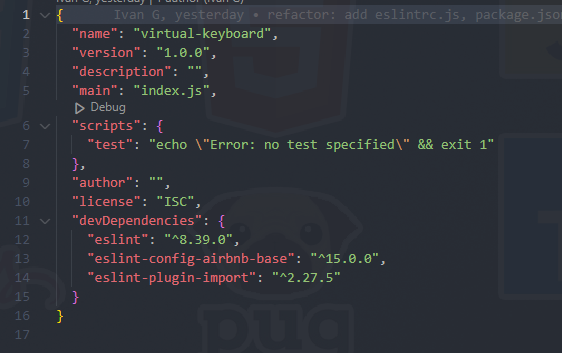 Ivan G, yesterday | 1 author (Ivan G)
1 { Ivan G, yesterday • refactor: add eslintrc.js, package.json
2 "name": "virtual-keyboard",
3 "version": "1.0.0",
4 "description": "",
5 "main": "index.js",
Debug
6 "scripts": {
7 "test": "echo \"Error: no test specified\" && exit 1"
8 },
9 "author": "",
10 "license": "ISC",
11 "devDependencies": {
12 "eslint": "^8.39.0",
13 "eslint-config-airbnb-base": "^15.0.0",
14 "eslint-plugin-import": "^2.27.5"
15 }
16 }
17
pug